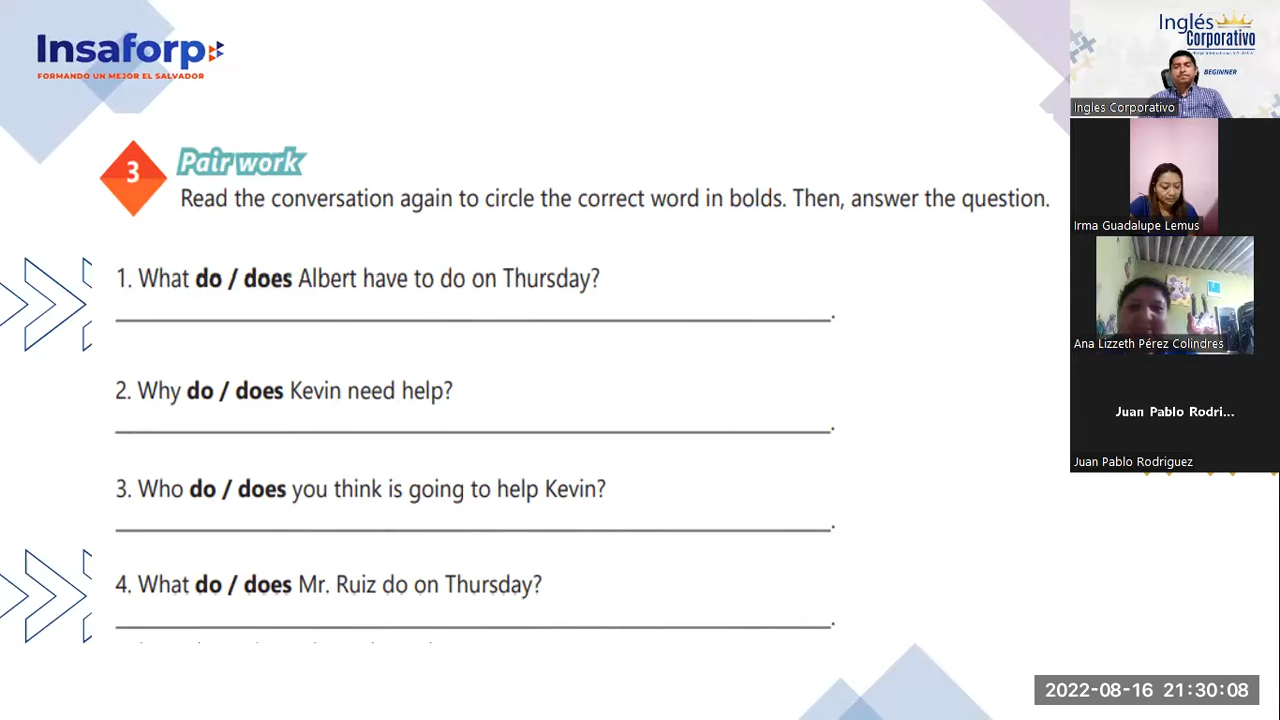 Insaforp
FORMANDO UN MEJOR EL SALVADOR
3
Pair work
Read the conversation again to circle the correct word in bolds. Then, answer the question.
1. What do / does Albert have to do on Thursday?
2. Why do / does Kevin need help?
3. Who do / does you think is going to help Kevin?
4. What do / does Mr. Ruiz do on Thursday?
Inglés
Corporativo
BEGINNER
Ingles Corporativo
Irma Guadalupe Lemus
Ana Lizzeth Pérez Colindres
Juan Pablo Rodri...
Juan Pablo Rodriguez
2022-08-16 21:30:08